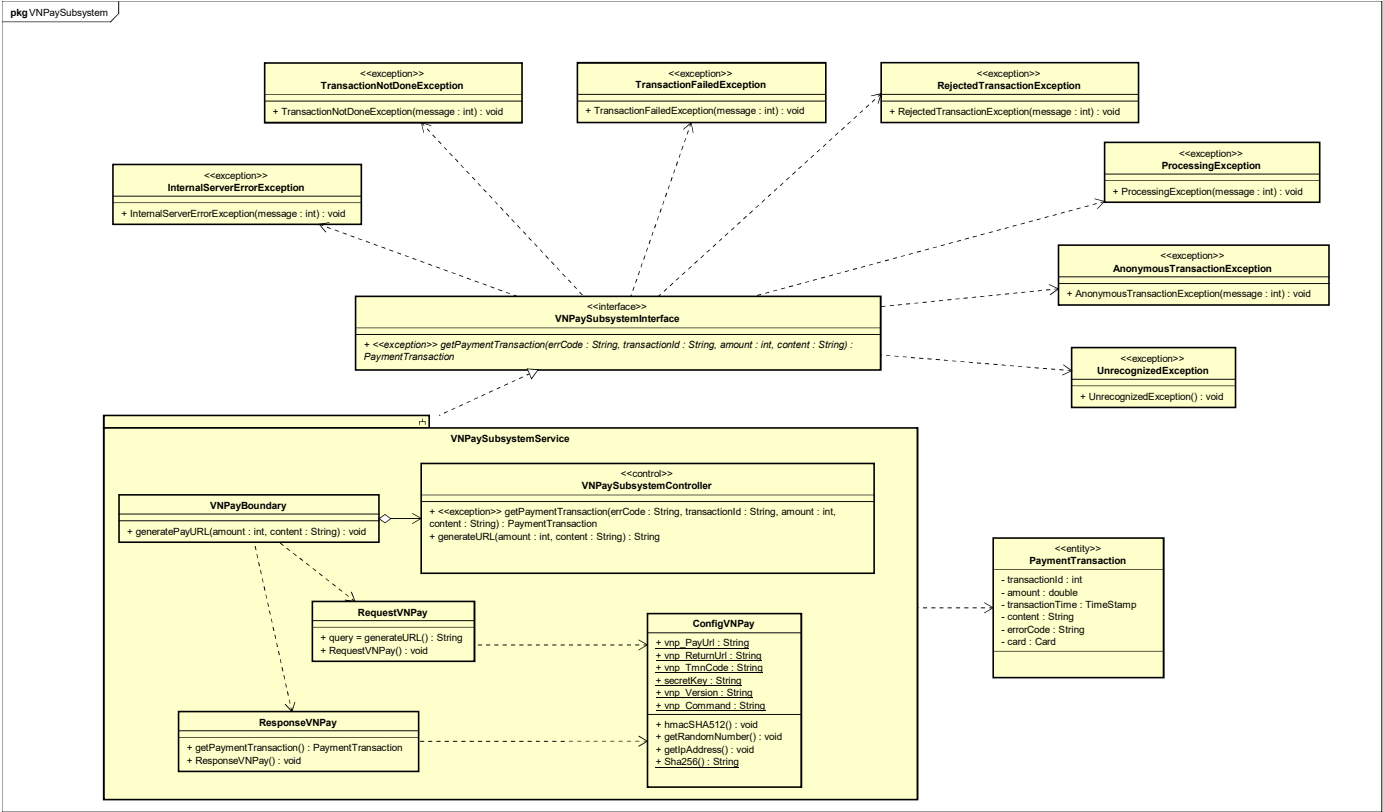 pkg VNPaySubsystem
<<exception>>
TransactionNotDoneException
+ TransactionNotDoneException(message : int) : void
<<exception>>
TransactionFailedException
+ TransactionFailedException(message : int) : void
<<exception>>
RejectedTransactionException
+ RejectedTransactionException(message : int) : void
<<exception>>
ProcessingException
+ ProcessingException(message : int) : void
<<exception>>
InternalServerErrorException
+ InternalServerErrorException(message : int) : void
<<exception>>
AnonymousTransactionException
+ AnonymousTransactionException(message : int) : void
<<interface>>
VNPaySubsystemInterface
+ <<exception>> getPaymentTransaction(errCode : String, transactionId : String, amount : int, content : String) :
PaymentTransaction
<<exception>>
UnrecognizedException
+ UnrecognizedException() : void
VNPaySubsystemService
<<control>>
VNPaySubsystemController
+ <<exception>> getPaymentTransaction(errCode : String, transactionId : String, amount : int,
content : String) : PaymentTransaction
+ generateURL(amount : int, content : String) : String
VNPayBoundary
+ generatePayURL(amount : int, content : String) : void
<<entity>>
PaymentTransaction
- transactionId : int
- amount : double
- transactionTime : TimeStamp
- content : String
- errorCode : String
- card : Card
RequestVNPay
+ query = generateURL() : String
+ RequestVNPay() : void
ConfigVNPay
+ vnp_PayUrl : String
+ vnp_ReturnUrl : String
+ vnp_TmnCode : String
+ secretKey : String
+ vnp_Version : String
+ vnp_Command : String
+ hmacSHA512() : void
+ getRandomNumber() : void
+ getIpAddress() : void
+ Sha256() : String
ResponseVNPay
+ getPaymentTransaction() : PaymentTransaction
+ ResponseVNPay() : void